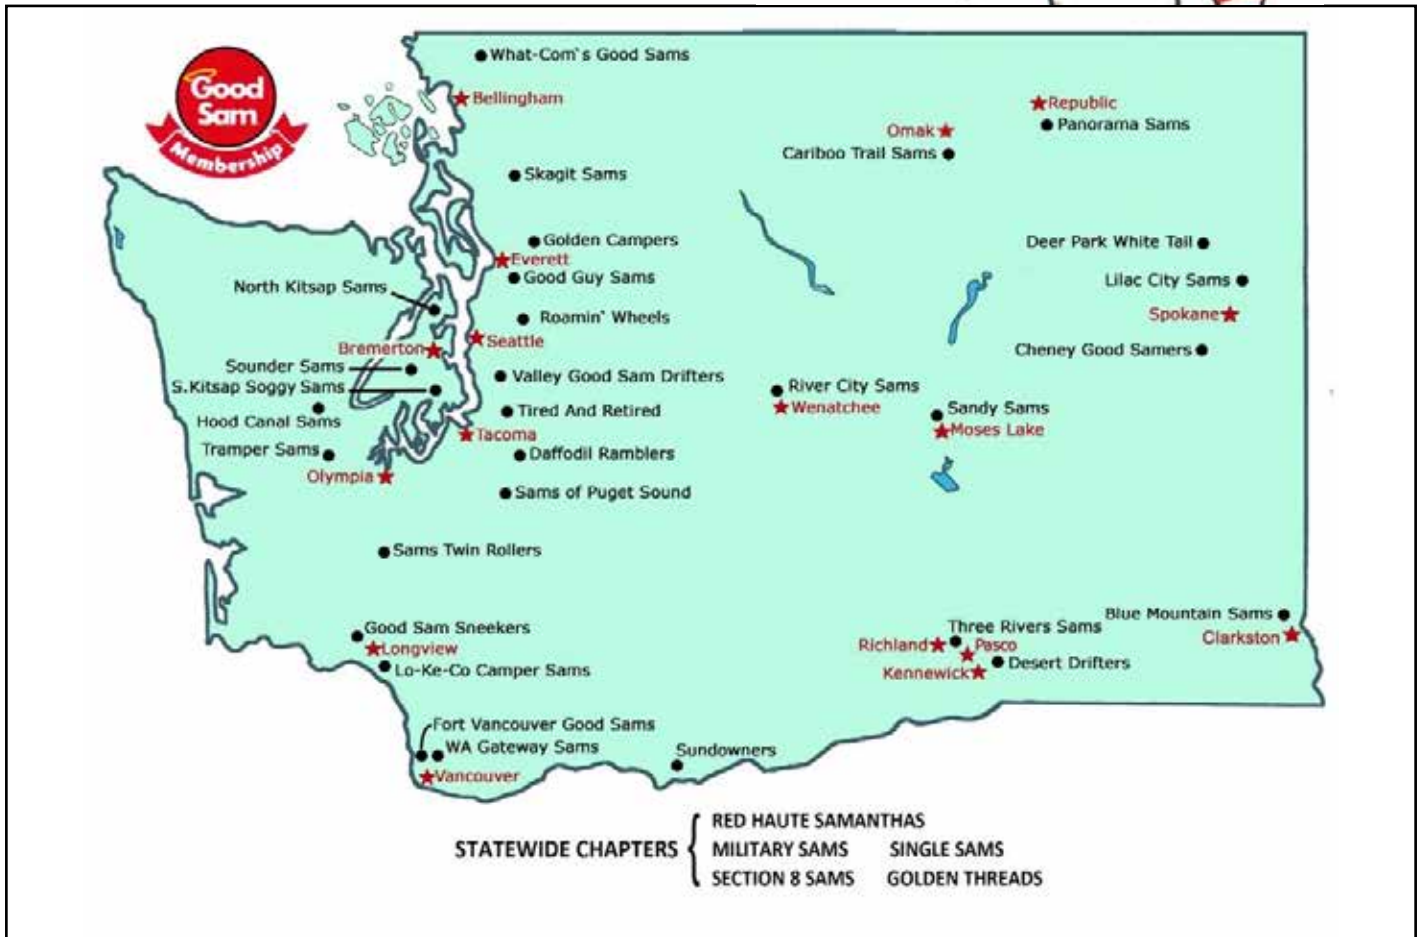 Good
Sam
Membership
What-Com's Good Sams
Bellingham
Republic
Panorama Sams
Omak
Cariboo Trail Sams
Skagit Sams
Golden Campers
Deer Park White Tail
Everett
Good Guy Sams
Lilac City Sams
North Kitsap Sams
Roamin' Wheels
Spokane
Seattle
Bremerton
Cheney Good Samers
Sounder Sams
Valley Good Sam Drifters
S.Kitsap Soggy Sams
River City Sams
Wenatchee
Tired And Retired
Sandy Sams
Hood Canal Sams
Moses Lake
Tacoma
Tramper Sams
Daffodil Ramblers
Olympia
Sams of Puget Sound
Sams Twin Rollers
Blue Mountain Sams
Good Sam Sneekers
Three Rivers Sams
Clarkston
Longview
Richland
Pasco
Lo-Ke-Co Camper Sams
Desert Drifters
Kennewick
Fort Vancouver Good Sams
WA Gateway Sams
Sundowners
Vancouver
STATEWIDE CHAPTERS
RED HAUTE SAMANTHAS
MILITARY SAMS SINGLE SAMS
SECTION 8 SAMS GOLDEN THREADS